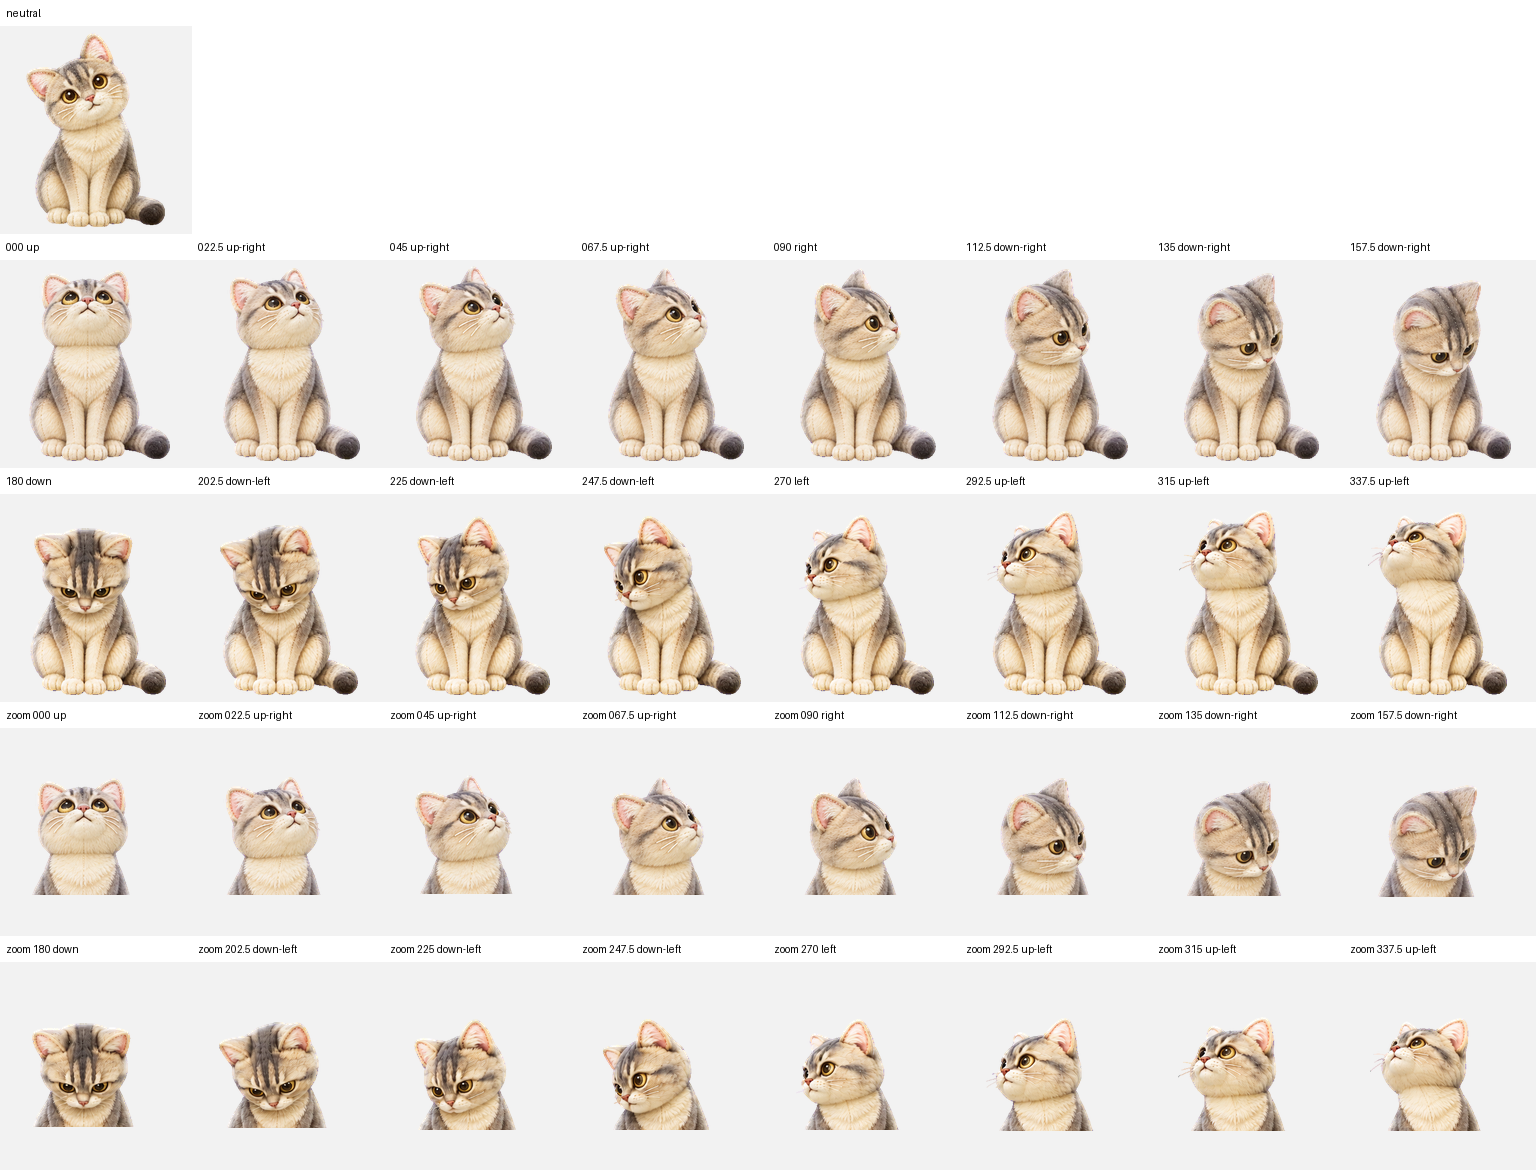 neutral
000 up
022.5 up-right
045 up-right
067.5 up-right
090 right
112.5 down-right
135 down-right
157.5 down-right
180 down
202.5 down-left
225 down-left
247.5 down-left
270 left
292.5 up-left
315 up-left
337.5 up-left
zoom 000 up
zoom 022.5 up-right
zoom 045 up-right
zoom 067.5 up-right
zoom 090 right
zoom 112.5 down-right
zoom 135 down-right
zoom 157.5 down-right
zoom 180 down
zoom 202.5 down-left
zoom 225 down-left
zoom 247.5 down-left
zoom 270 left
zoom 292.5 up-left
zoom 315 up-left
zoom 337.5 up-left